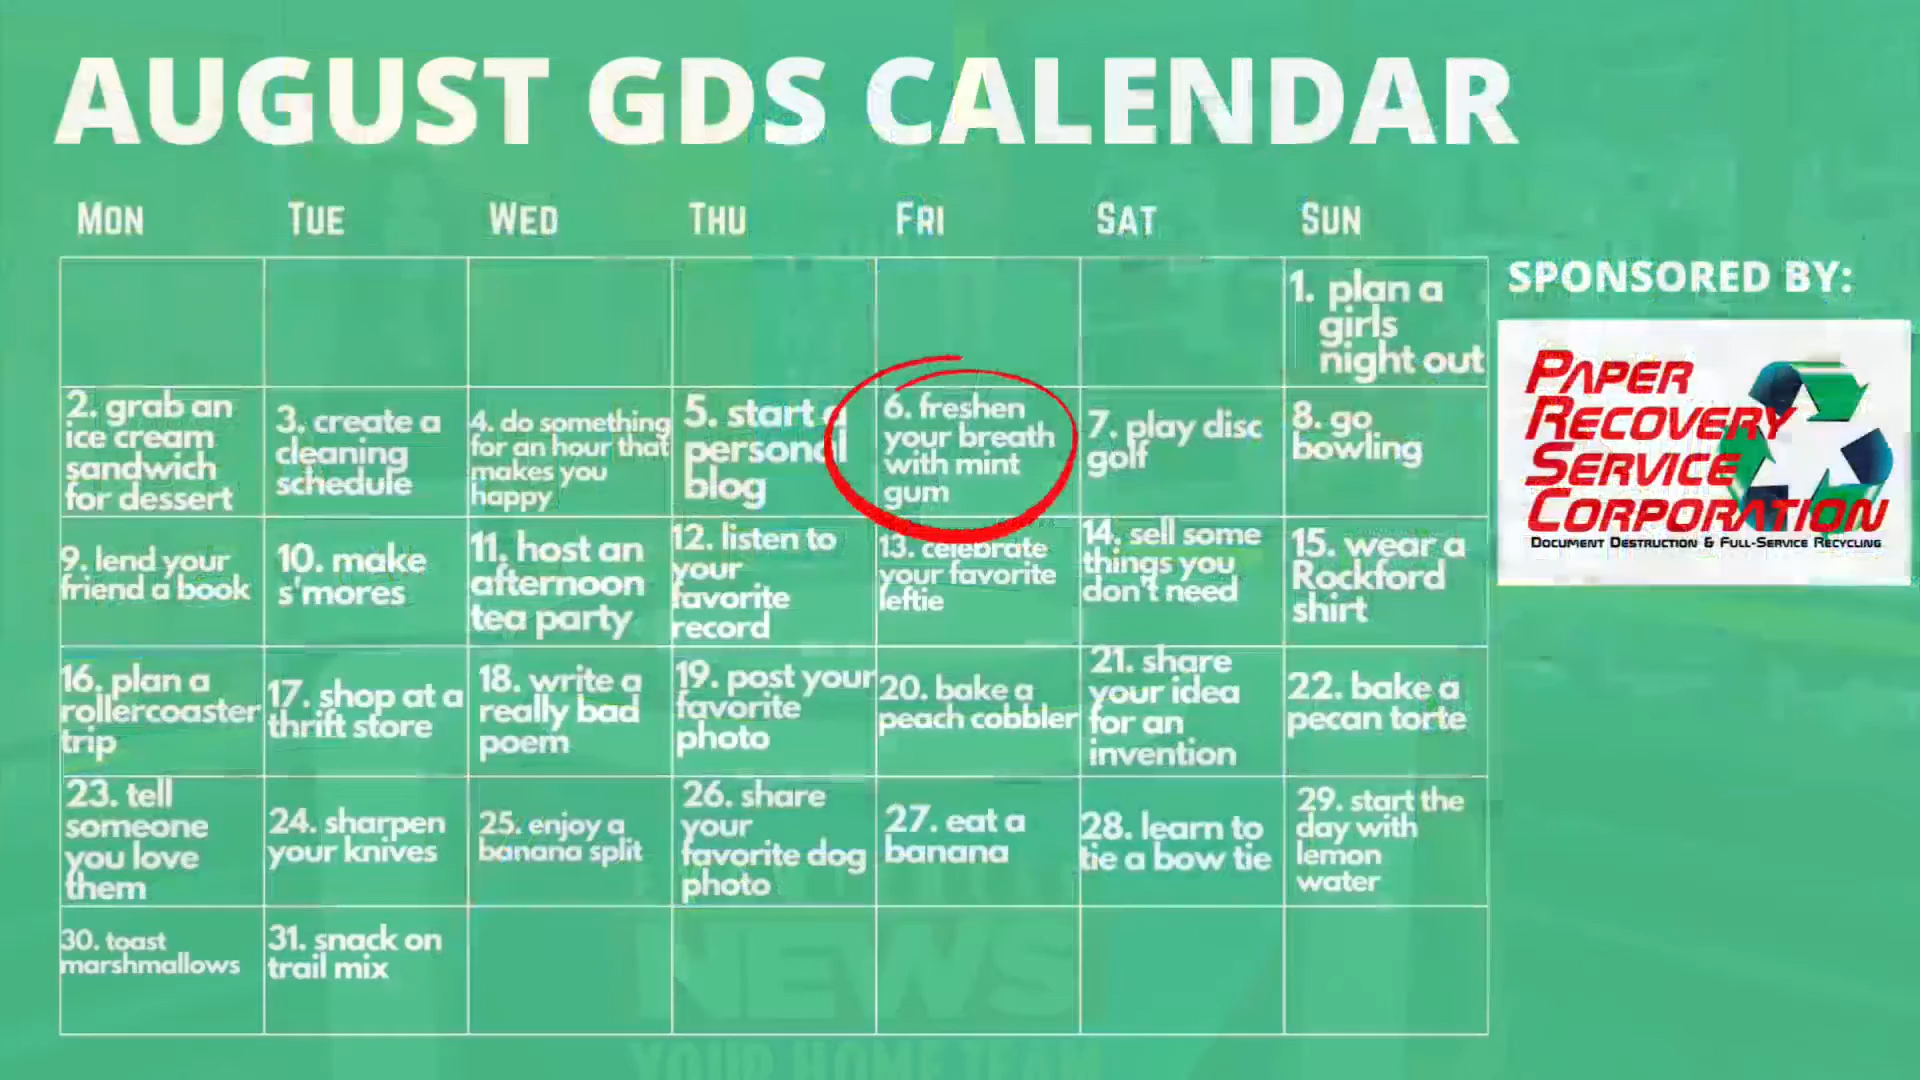 AUGUST GDS CALENDAR
MON TUE WED THU FRI SAT SUN
1. plan a
girls
night out
2. grab an
ice cream
sandwich
for dessert
3. create a
cleaning
schedule
4. do something
for an hour that
makes you
happy
5. start a
personal
blog
6. freshen
your breath
with mint
gum
7. play disc
golf
8. go
bowling
9. lend your
friend a book
10. make
s'mores
11. host an
afternoon
tea party
12. listen to
your
favorite
record
13. celebrate
your favorite
leftie
14. sell some
things you
don't need
15. wear a
Rockford
shirt
16. plan a
rollercoaster
trip
17. shop at a
thrift store
18. write a
really bad
poem
19. post your
favorite
photo
20. bake a
peach cobbler
21. share
your idea
for an
invention
22. bake a
pecan torte
23. tell
someone
you love
them
24. sharpen
your knives
25. enjoy a
banana split
26. share
your
favorite dog
photo
27. eat a
banana
28. learn to
tie a bow tie
29. start the
day with
lemon
water
30. toast
marshmallows
31. snack on
trail mix
SPONSORED BY:
PAPER
RECOVERY
SERVICE
CORPORATION
DOCUMENT DESTRUCTION & FULL-SERVICE RECYCLING
NEWS
YOUR HOME TEAM